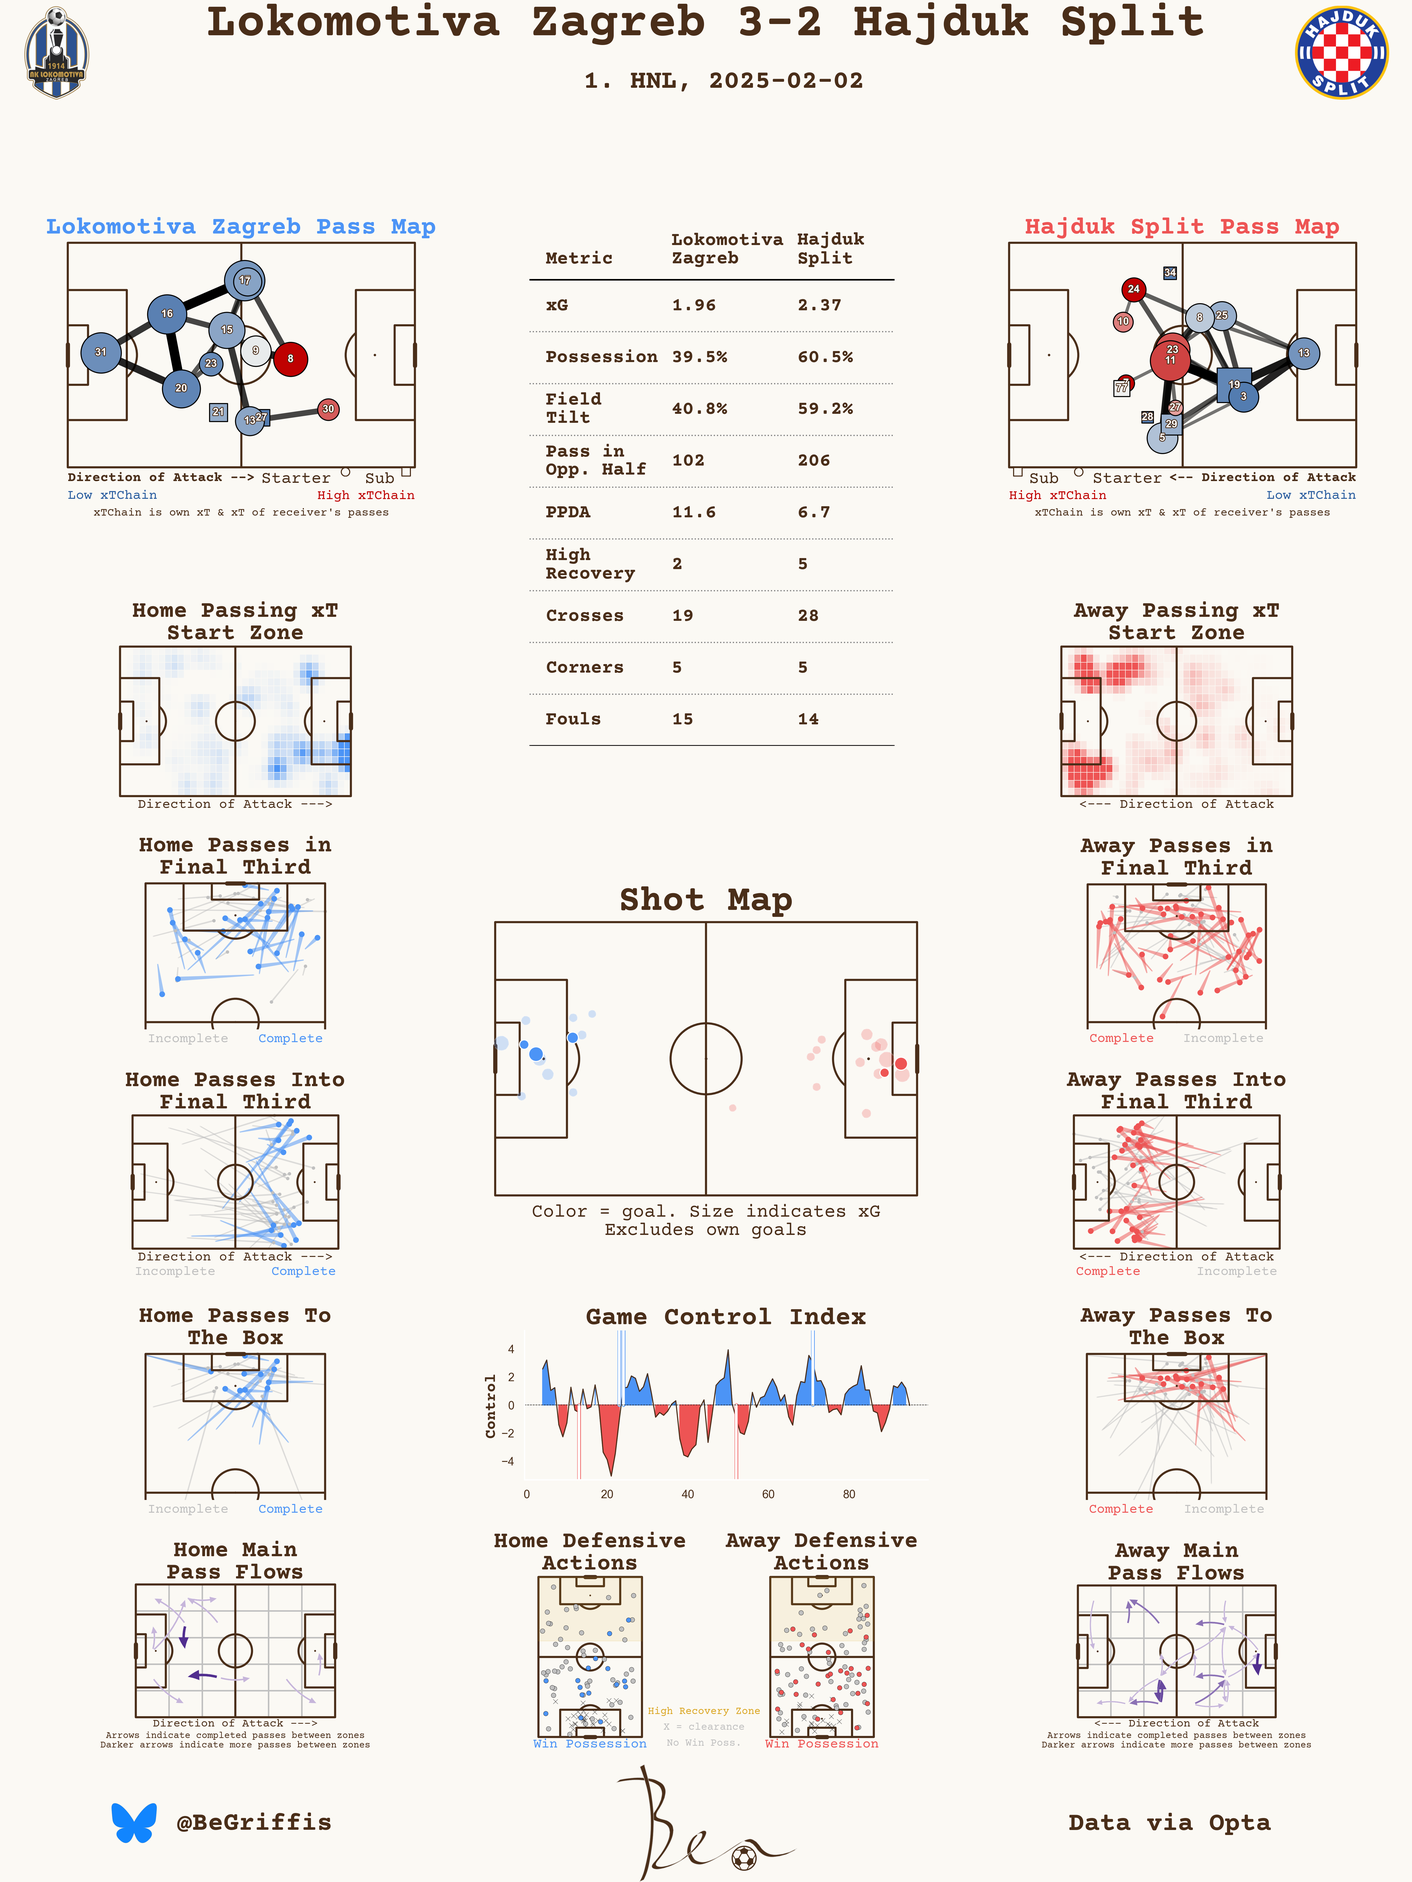 Lokomotiva Zagreb 3-2 Hajduk Split
1. HNL, 2025-02-02
1914
NK LOKOMOTIVA
ZAGREB
HAJDUK
SPLIT
Lokomotiva Zagreb Pass Map
17
16
15
31
9
8
23
20
21
13
27
30
Direction of Attack --> Starter Sub
Low xTChain High xTChain
xTChain is own xT & xT of receiver's passes
Metric Lokomotiva Zagreb Hajduk Split
xG 1.96 2.37
Possession 39.5% 60.5%
Field Tilt 40.8% 59.2%
Pass in Opp. Half 102 206
PPDA 11.6 6.7
High Recovery 2 5
Crosses 19 28
Corners 5 5
Fouls 15 14
Hajduk Split Pass Map
34
24
10
8
25
23
11
13
77
19
3
27
28
29
5
Sub Starter <-- Direction of Attack
High xTChain Low xTChain
xTChain is own xT & xT of receiver's passes
Home Passing xT
Start Zone
Direction of Attack --->
Away Passing xT
Start Zone
<--- Direction of Attack
Home Passes in
Final Third
Incomplete Complete
Away Passes in
Final Third
Complete Incomplete
Shot Map
Color = goal. Size indicates xG
Excludes own goals
Home Passes Into
Final Third
Direction of Attack --->
Incomplete Complete
Away Passes Into
Final Third
<--- Direction of Attack
Complete Incomplete
Home Passes To
The Box
Incomplete Complete
Game Control Index
Control
4
2
0
−2
−4
0 20 40 60 80
Away Passes To
The Box
Complete Incomplete
Home Main
Pass Flows
Direction of Attack --->
Arrows indicate completed passes between zones
Darker arrows indicate more passes between zones
Home Defensive
Actions
Win Possession
Away Defensive
Actions
Win Possession
High Recovery Zone
X = clearance
No Win Poss.
Away Main
Pass Flows
<--- Direction of Attack
Arrows indicate completed passes between zones
Darker arrows indicate more passes between zones
@BeGriffis
Ben
Data via Opta